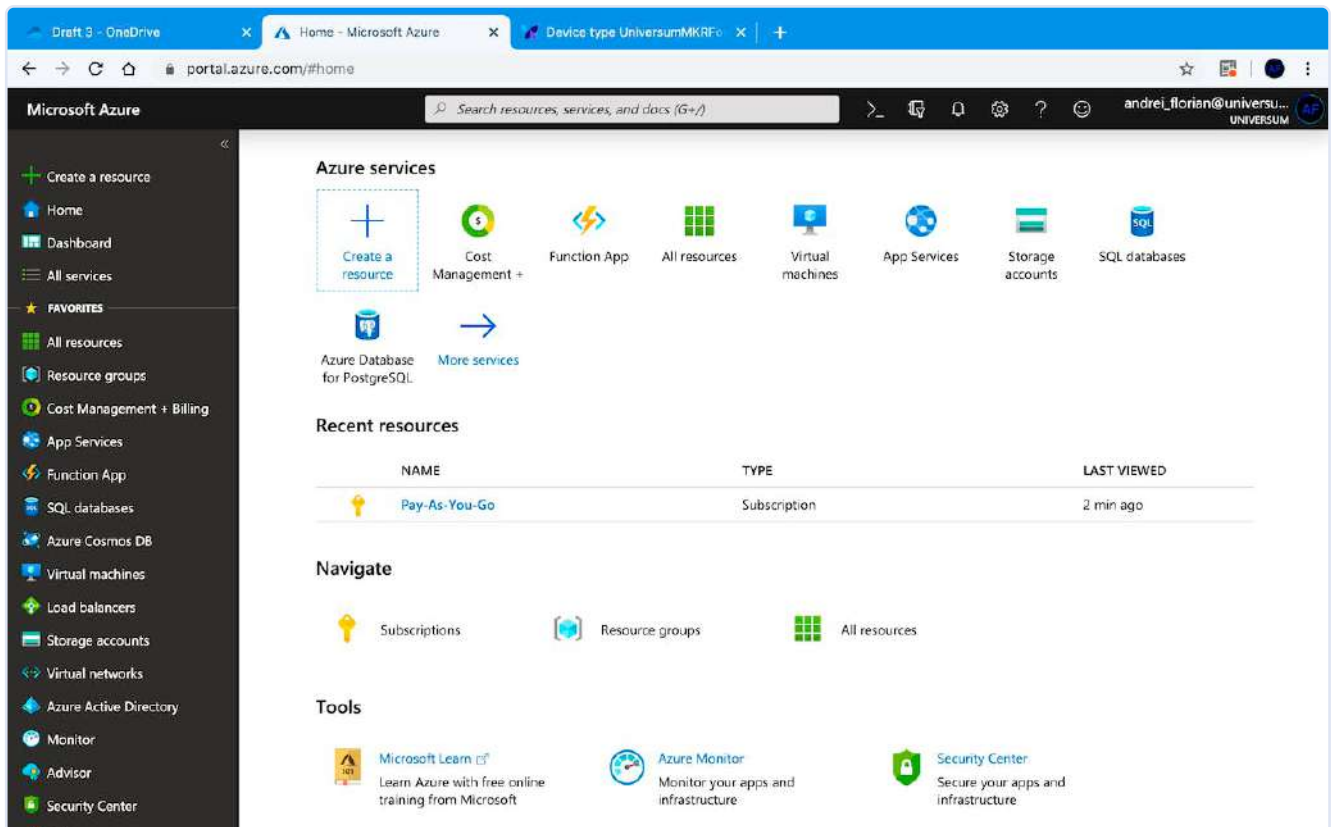 Draft 3 - OneDrive
Home - Microsoft Azure
Device type UniversumMKRFo
portal.azure.com/#home
Microsoft Azure
Search resources, services, and docs (G+/)
andrei_florian@universu...
UNIVERSUM
AF
Create a resource
Home
Dashboard
All services
FAVORITES
All resources
Resource groups
Cost Management + Billing
App Services
Function App
SQL databases
Azure Cosmos DB
Virtual machines
Load balancers
Storage accounts
Virtual networks
Azure Active Directory
Monitor
Advisor
Security Center
Azure services
Create a
resource
Cost
Management +
Function App
All resources
Virtual
machines
App Services
Storage
accounts
SQL
SQL databases
Azure Database
for PostgreSQL
More services
Recent resources
NAME TYPE LAST VIEWED
Pay-As-You-Go Subscription 2 min ago
Navigate
Subscriptions
Resource groups
All resources
Tools
Microsoft Learn
Learn Azure with free online
training from Microsoft
Azure Monitor
Monitor your apps and
infrastructure
Security Center
Secure your apps and
infrastructure